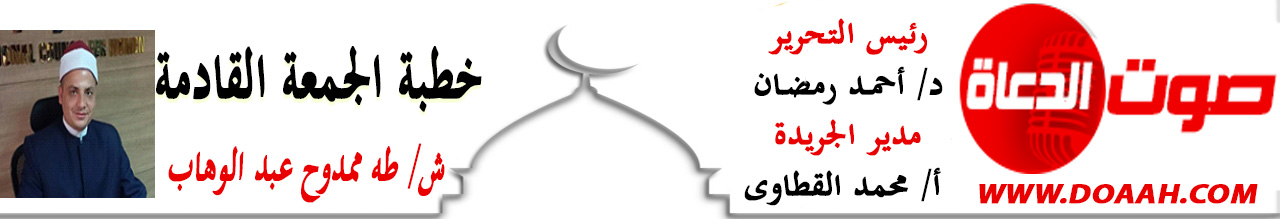 صوت الدعاة
WWW.DOAAH.COM
رئيس التحرير
د/ أحمد رمضان
مدير الجريدة
أ/ محمد القطاوى
خطبة الجمعة القادمة
ش/ طه ممدوح عبد الوهاب